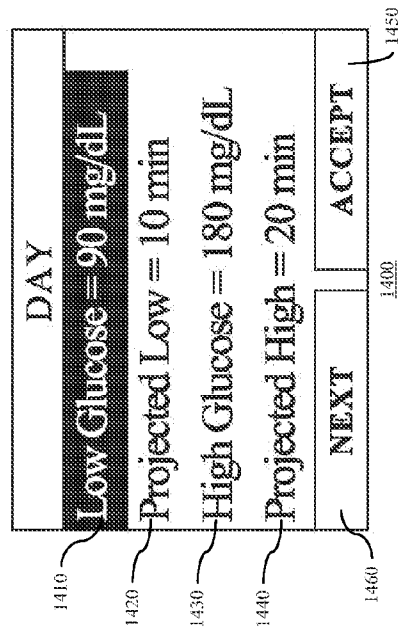 DAY
1410 Low Glucose = 90 mg/dL
1420 Projected Low = 10 min
1430 High Glucose = 180 mg/dL
1440 Projected High = 20 min
NEXT ACCEPT
1460 1400 1450